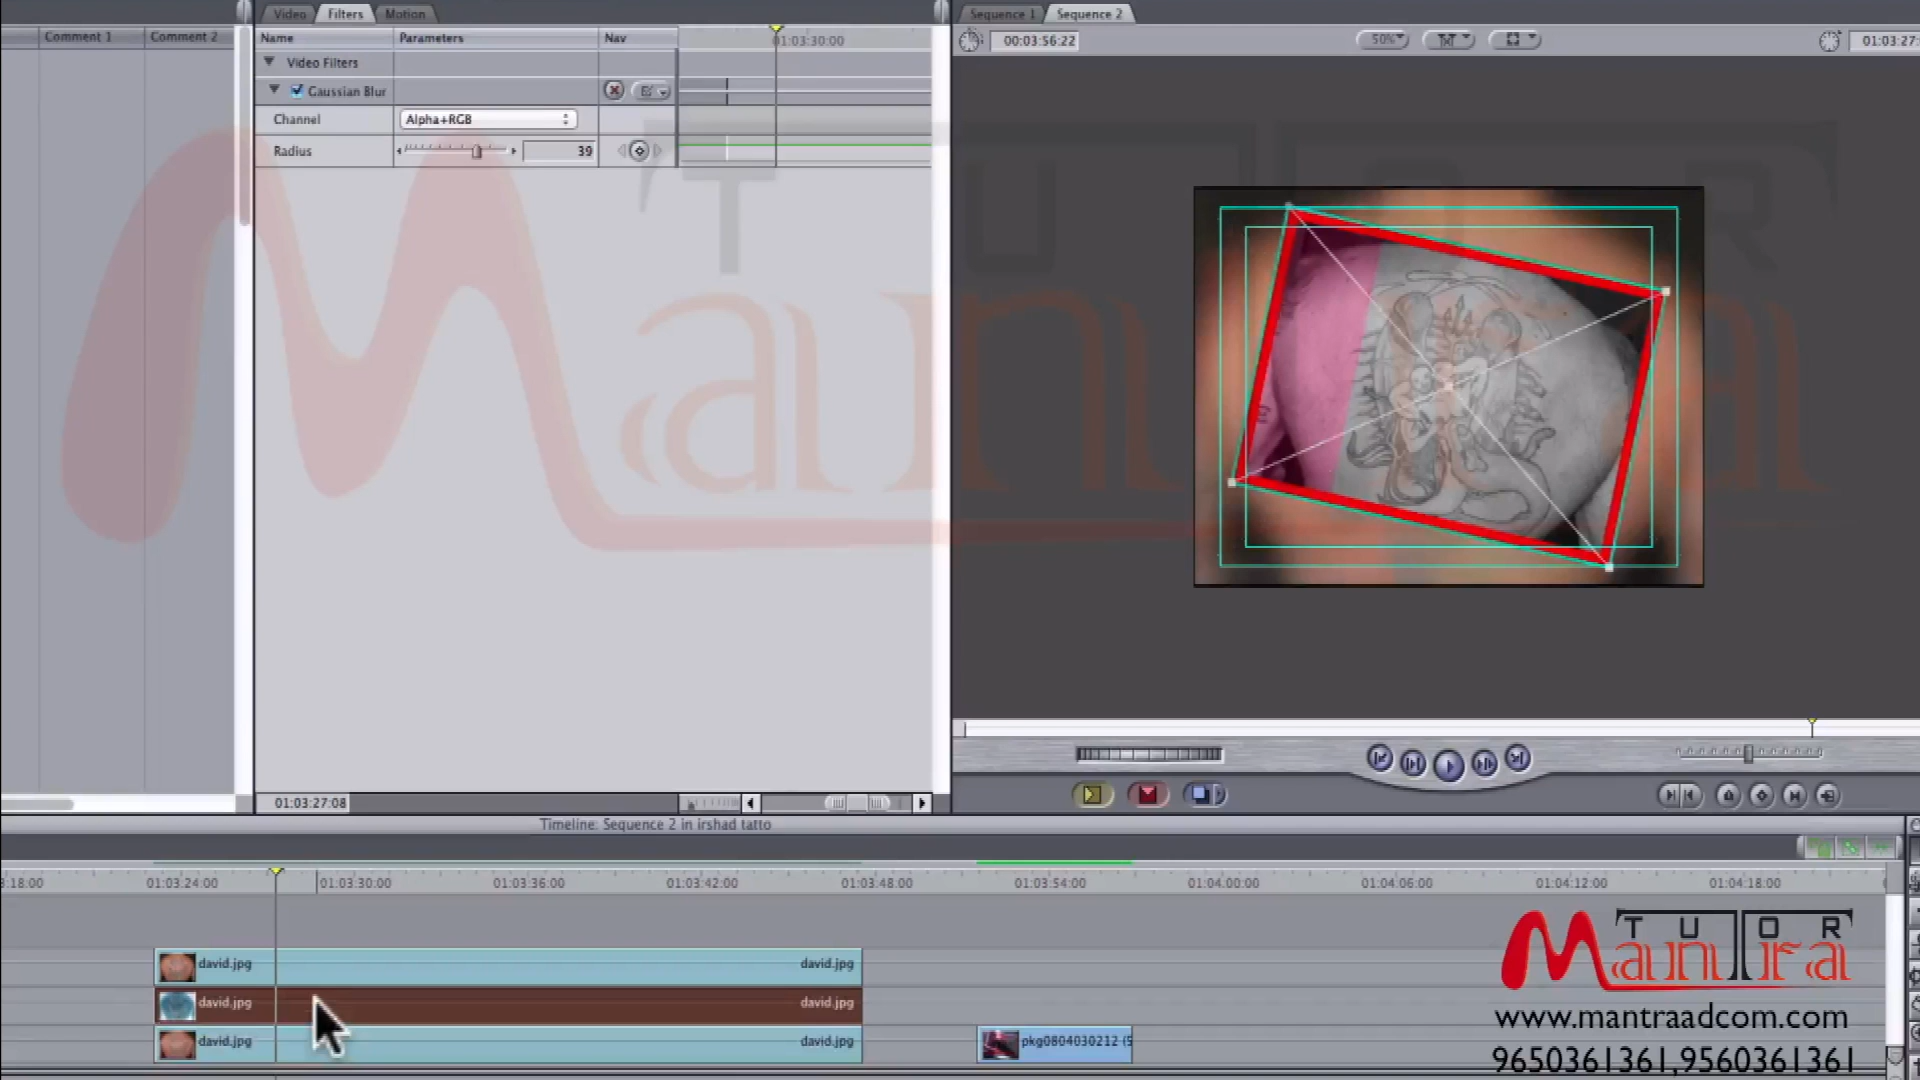 Video Filters Motion
Sequence 1 Sequence 2
Comment 1 Comment 2
Name Parameters Nav 01:03:30:00
00:03:56:22 50% 01:03:27:
Video Filters
Gaussian Blur
Channel Alpha+RGB
Radius 39
TUTOR
Mantra
01:03:27:08
Timeline: Sequence 2 in irshad tatto
3:18:00 01:03:24:00 01:03:30:00 01:03:36:00 01:03:42:00 01:03:48:00 01:03:54:00 01:04:00:00 01:04:06:00 01:04:12:00 01:04:18:00
david.jpg david.jpg
david.jpg david.jpg
david.jpg david.jpg pkg0804030212 (S
TUTOR
Mantra
www.mantraadcom.com
9650361361,9560361361